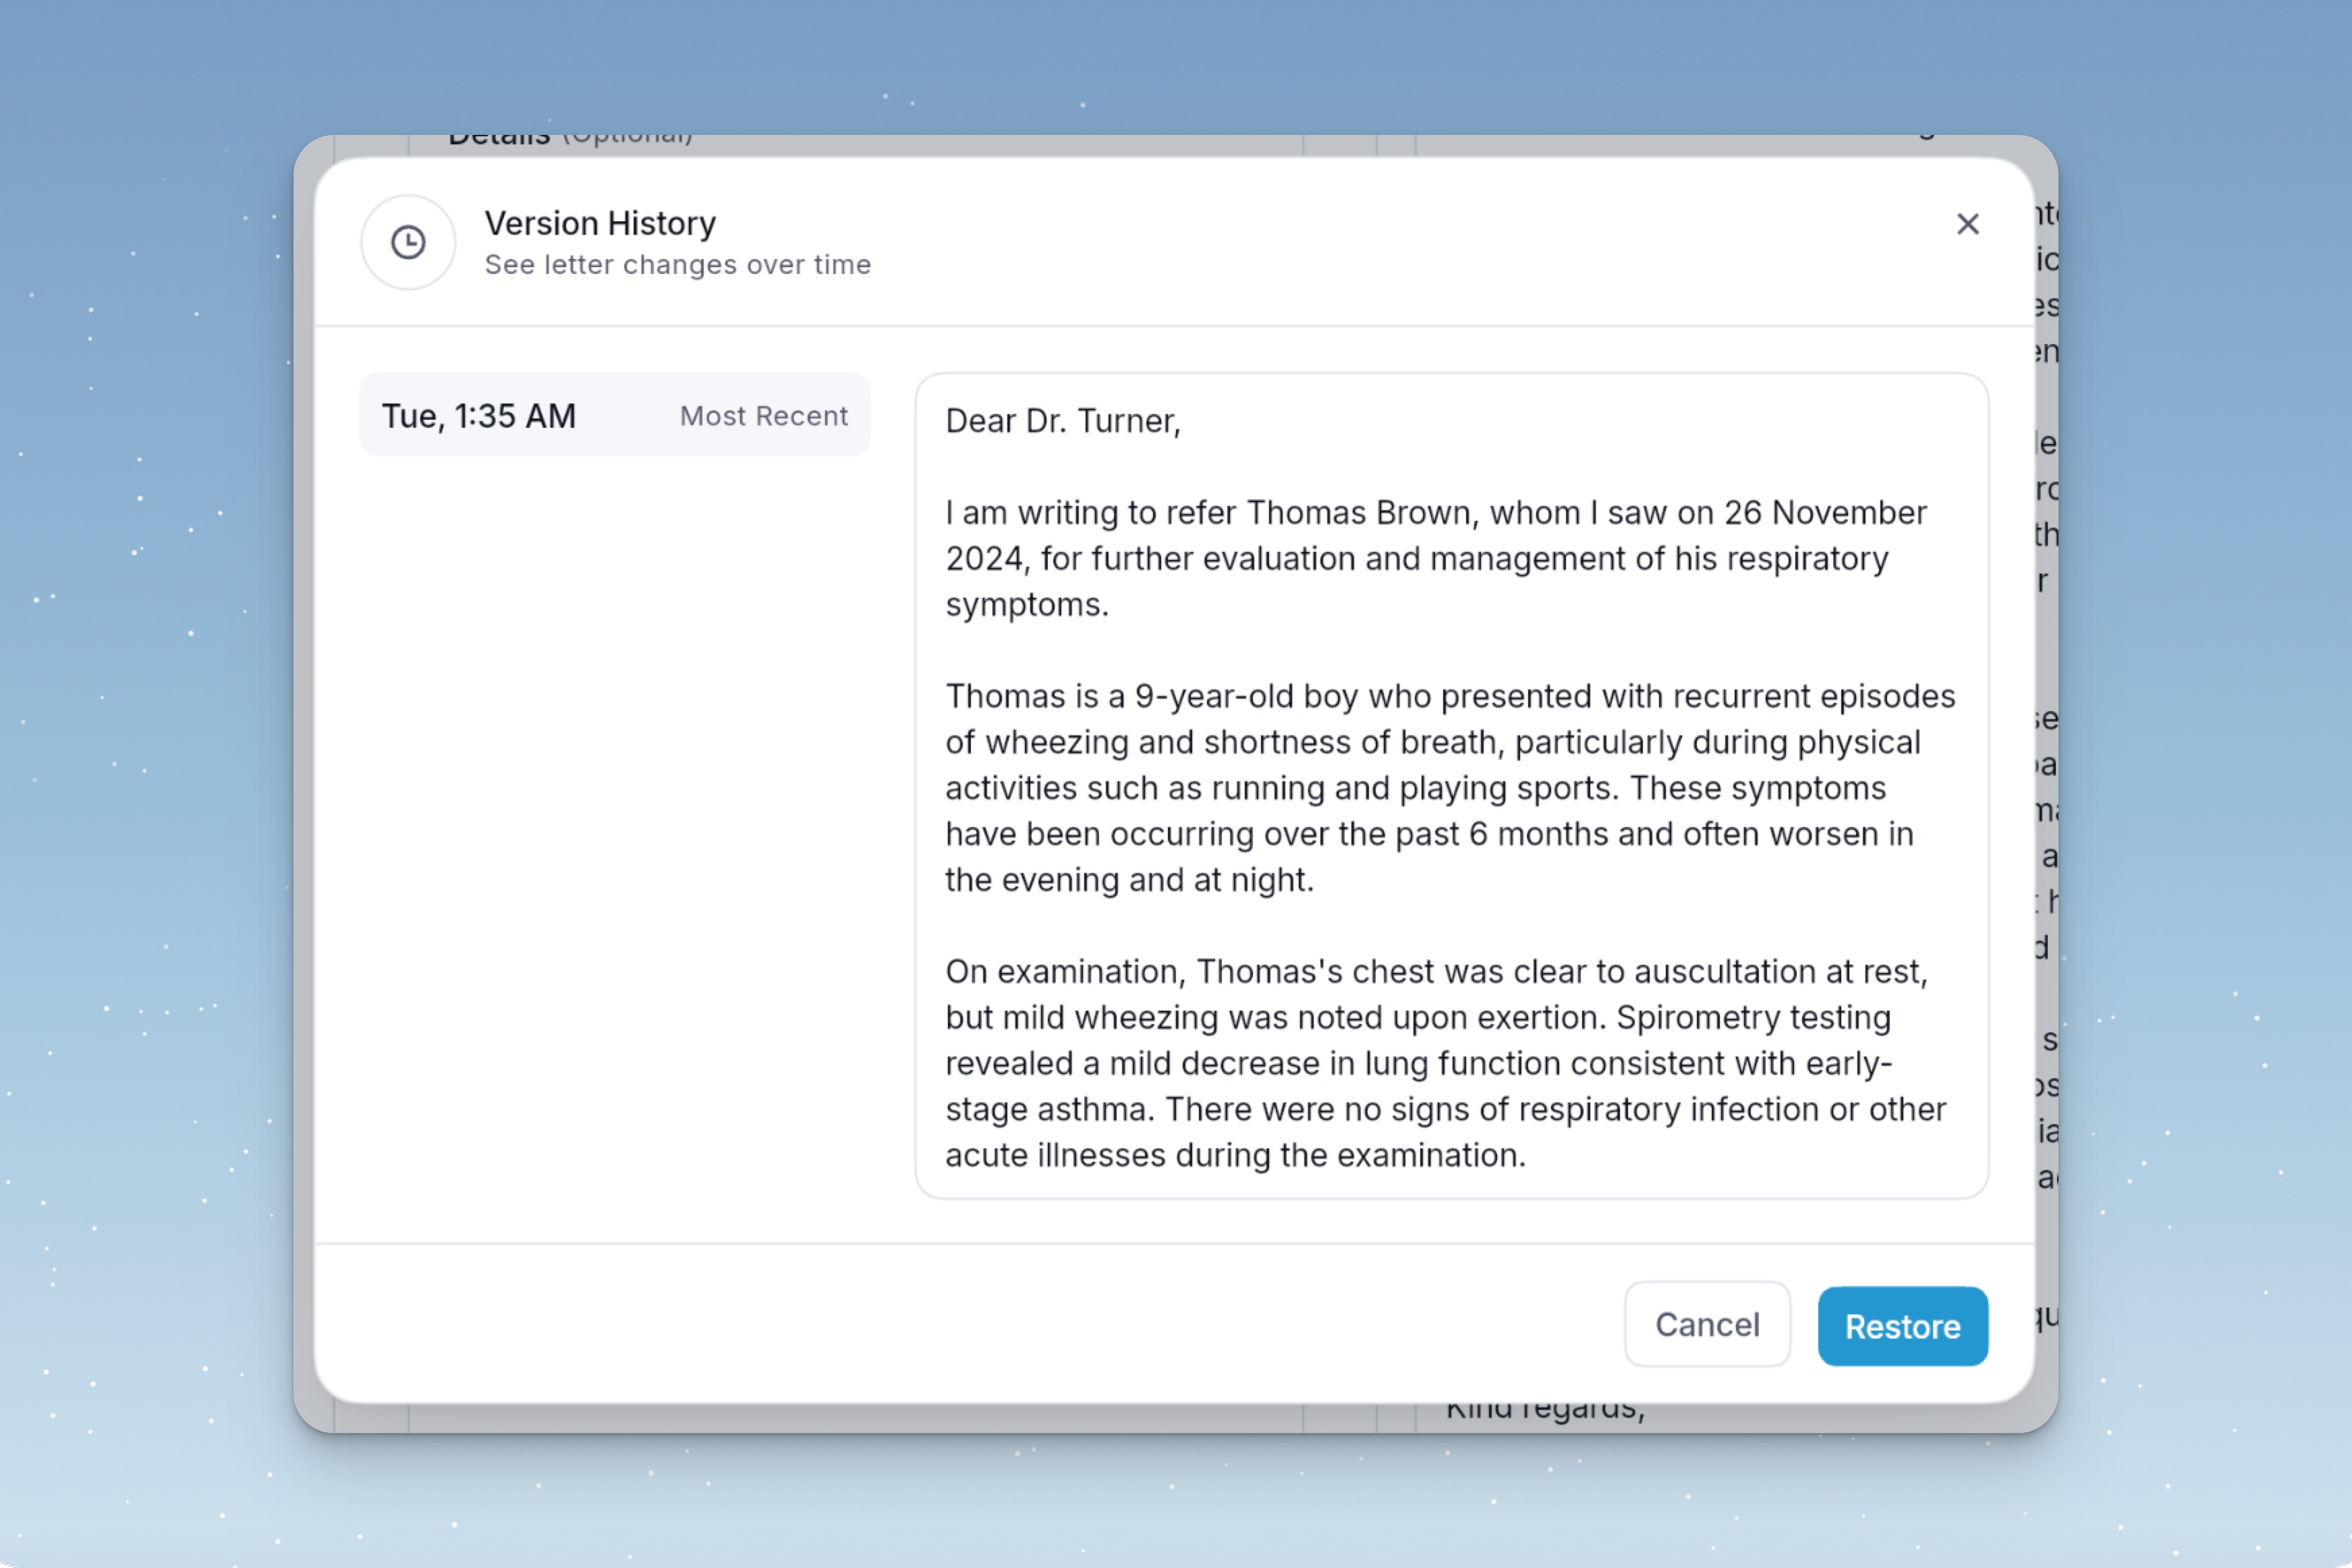 Details (Optional)
Version History
See letter changes over time
Tue, 1:35 AM Most Recent
Dear Dr. Turner,
I am writing to refer Thomas Brown, whom I saw on 26 November
2024, for further evaluation and management of his respiratory
symptoms.
Thomas is a 9-year-old boy who presented with recurrent episodes
of wheezing and shortness of breath, particularly during physical
activities such as running and playing sports. These symptoms
have been occurring over the past 6 months and often worsen in
the evening and at night.
On examination, Thomas's chest was clear to auscultation at rest,
but mild wheezing was noted upon exertion. Spirometry testing
revealed a mild decrease in lung function consistent with early-
stage asthma. There were no signs of respiratory infection or other
acute illnesses during the examination.
Cancel
Restore
Kind regards,